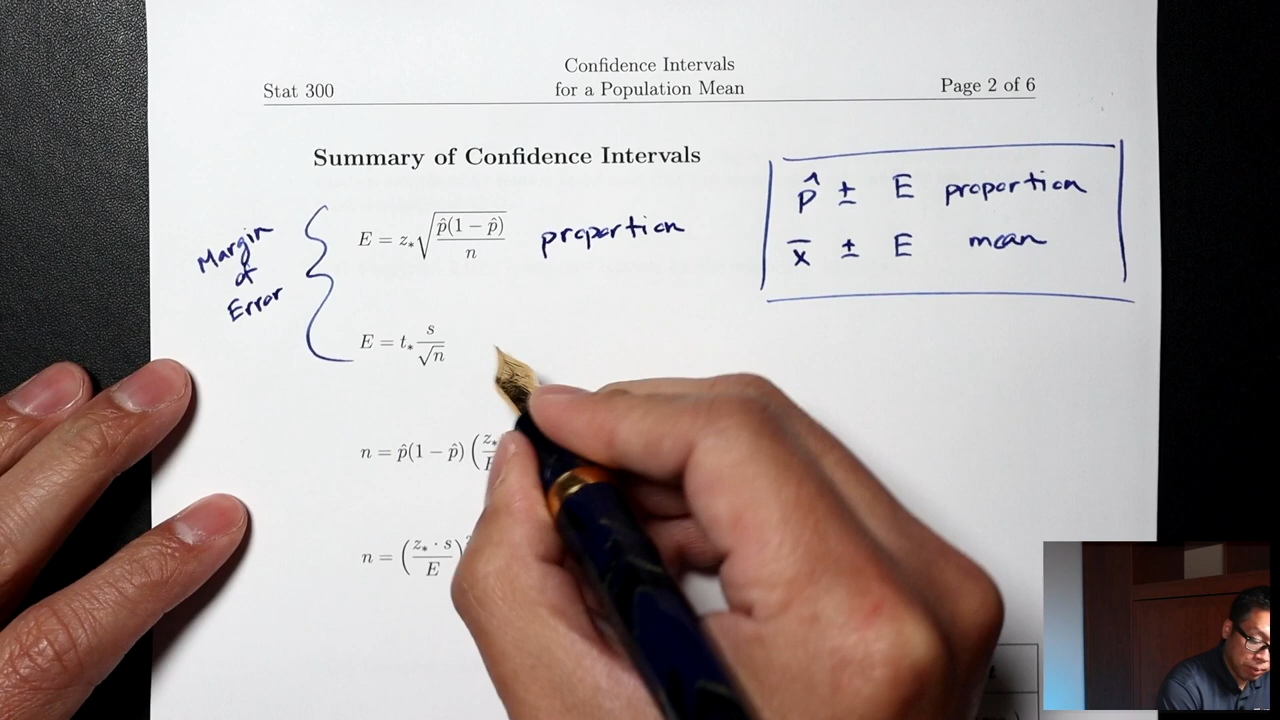 Confidence Intervals
Stat 300 for a Population Mean Page 2 of 6
Summary of Confidence Intervals
p̂ ± E proportion
x̄ ± E mean
Margin
of
Error
E = z* √(p̂(1 − p̂)/n) proportion
E = t* s/√n
n = p̂(1 − p̂) (z*
n = (z* · s/E)